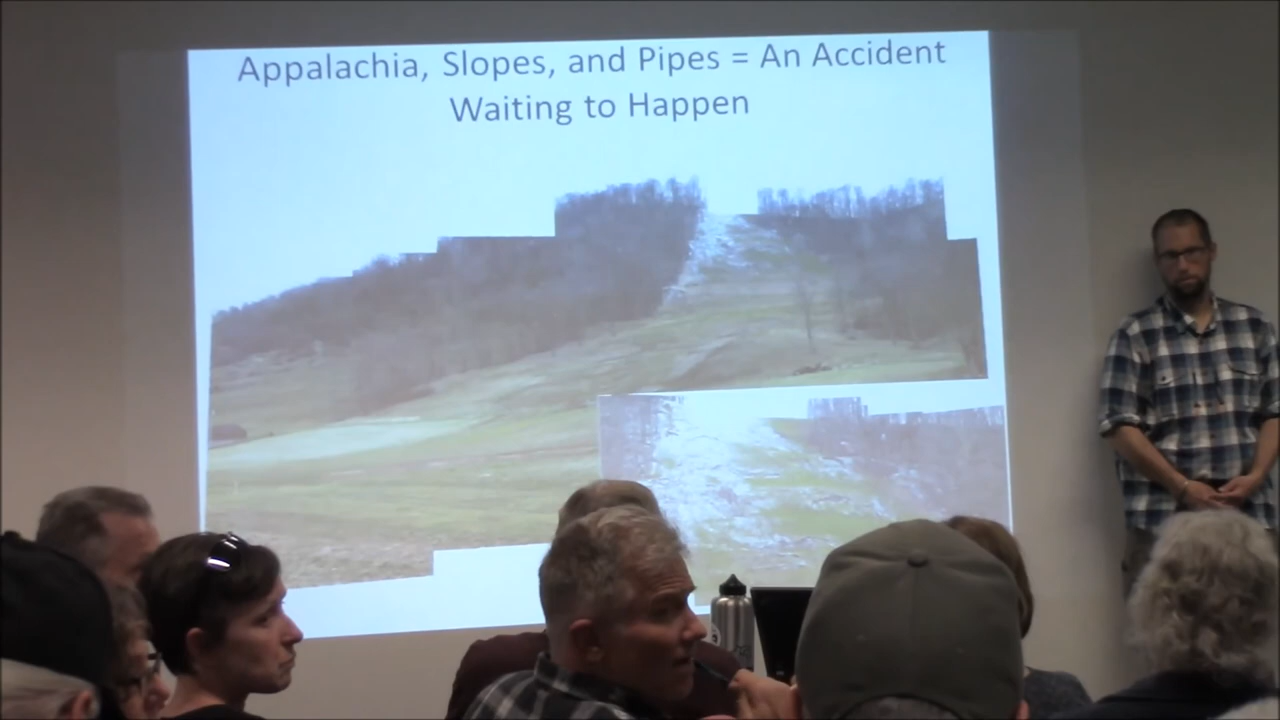 Appalachia, Slopes, and Pipes = An Accident
Waiting to Happen